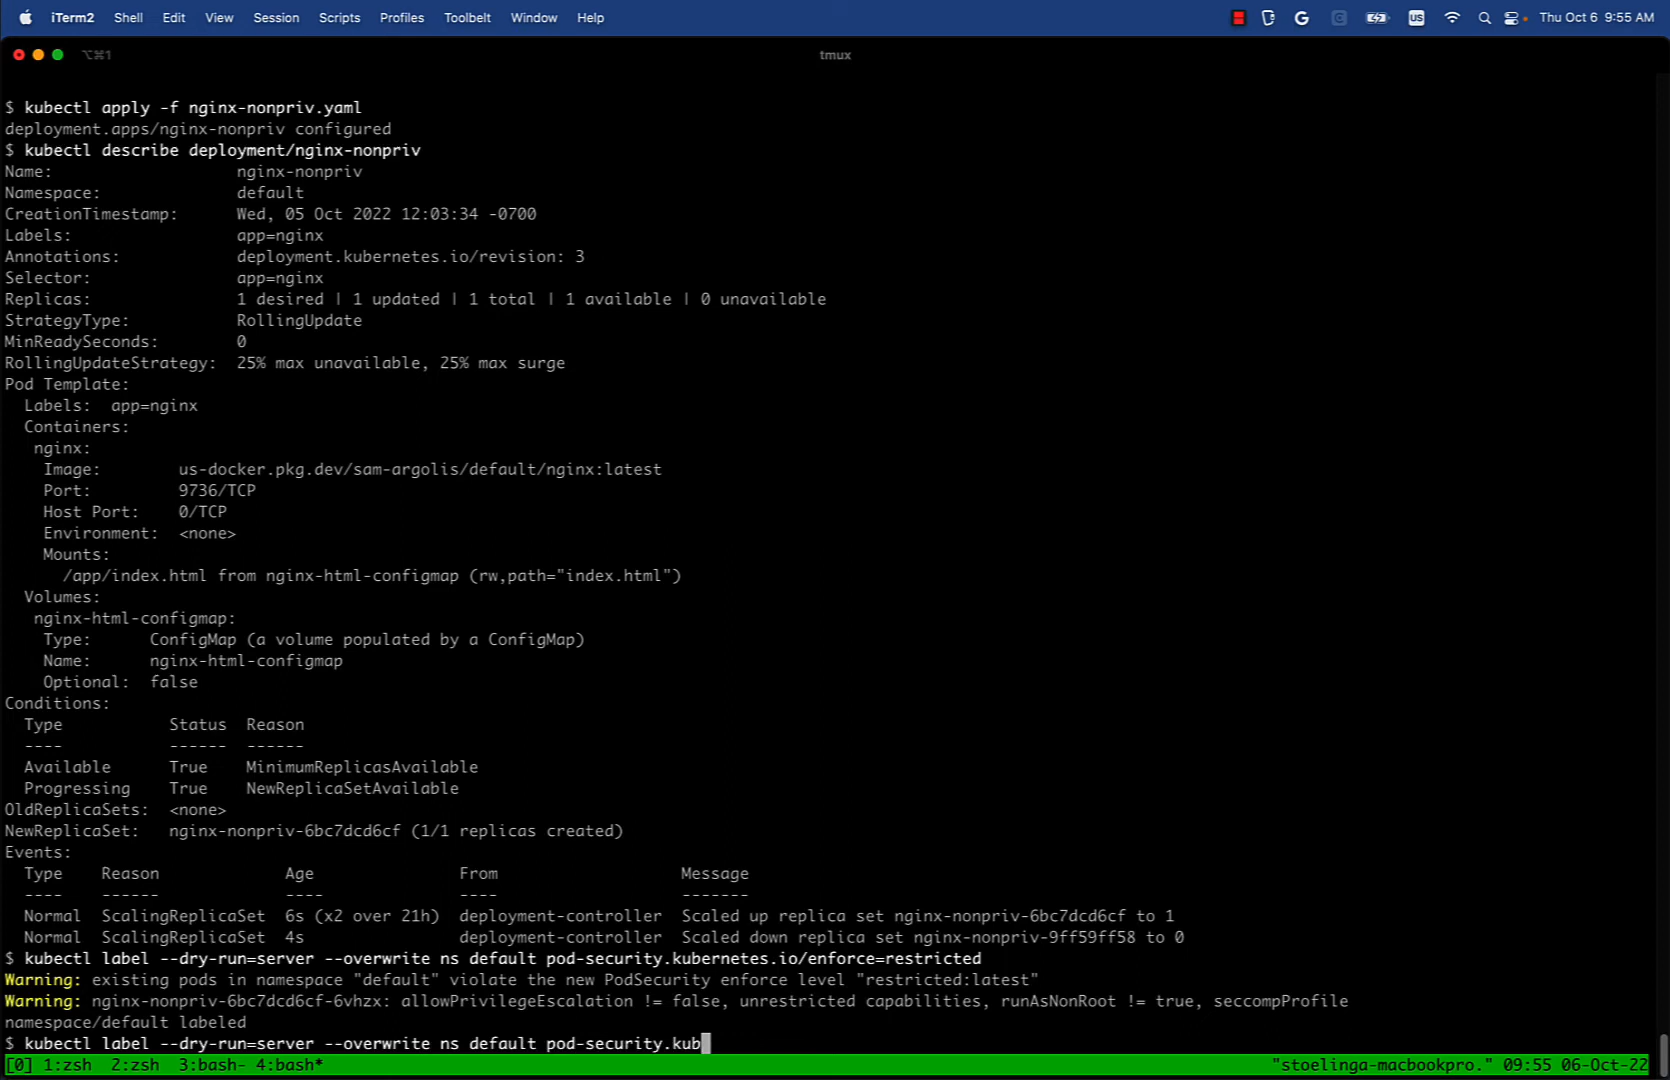 iTerm2 Shell Edit View Session Scripts Profiles Toolbelt Window Help US Thu Oct 6 9:55 AM
⌥⌘1 tmux
$ kubectl apply -f nginx-nonpriv.yaml
deployment.apps/nginx-nonpriv configured
$ kubectl describe deployment/nginx-nonpriv
Name: nginx-nonpriv
Namespace: default
CreationTimestamp: Wed, 05 Oct 2022 12:03:34 -0700
Labels: app=nginx
Annotations: deployment.kubernetes.io/revision: 3
Selector: app=nginx
Replicas: 1 desired | 1 updated | 1 total | 1 available | 0 unavailable
StrategyType: RollingUpdate
MinReadySeconds: 0
RollingUpdateStrategy: 25% max unavailable, 25% max surge
Pod Template:
Labels: app=nginx
Containers:
nginx:
Image: us-docker.pkg.dev/sam-argolis/default/nginx:latest
Port: 9736/TCP
Host Port: 0/TCP
Environment: <none>
Mounts:
/app/index.html from nginx-html-configmap (rw,path="index.html")
Volumes:
nginx-html-configmap:
Type: ConfigMap (a volume populated by a ConfigMap)
Name: nginx-html-configmap
Optional: false
Conditions:
Type Status Reason
---- ------ ------
Available True MinimumReplicasAvailable
Progressing True NewReplicaSetAvailable
OldReplicaSets: <none>
NewReplicaSet: nginx-nonpriv-6bc7dcd6cf (1/1 replicas created)
Events:
Type Reason Age From Message
---- ------ ---- ---- -------
Normal ScalingReplicaSet 6s (x2 over 21h) deployment-controller Scaled up replica set nginx-nonpriv-6bc7dcd6cf to 1
Normal ScalingReplicaSet 4s deployment-controller Scaled down replica set nginx-nonpriv-9ff59ff58 to 0
$ kubectl label --dry-run=server --overwrite ns default pod-security.kubernetes.io/enforce=restricted
Warning: existing pods in namespace "default" violate the new PodSecurity enforce level "restricted:latest"
Warning: nginx-nonpriv-6bc7dcd6cf-6vhzx: allowPrivilegeEscalation != false, unrestricted capabilities, runAsNonRoot != true, seccompProfile
namespace/default labeled
$ kubectl label --dry-run=server --overwrite ns default pod-security.kub
[0] 1:zsh 2:zsh 3:bash- 4:bash* "stoelinga-macbookpro." 09:55 06-Oct-22